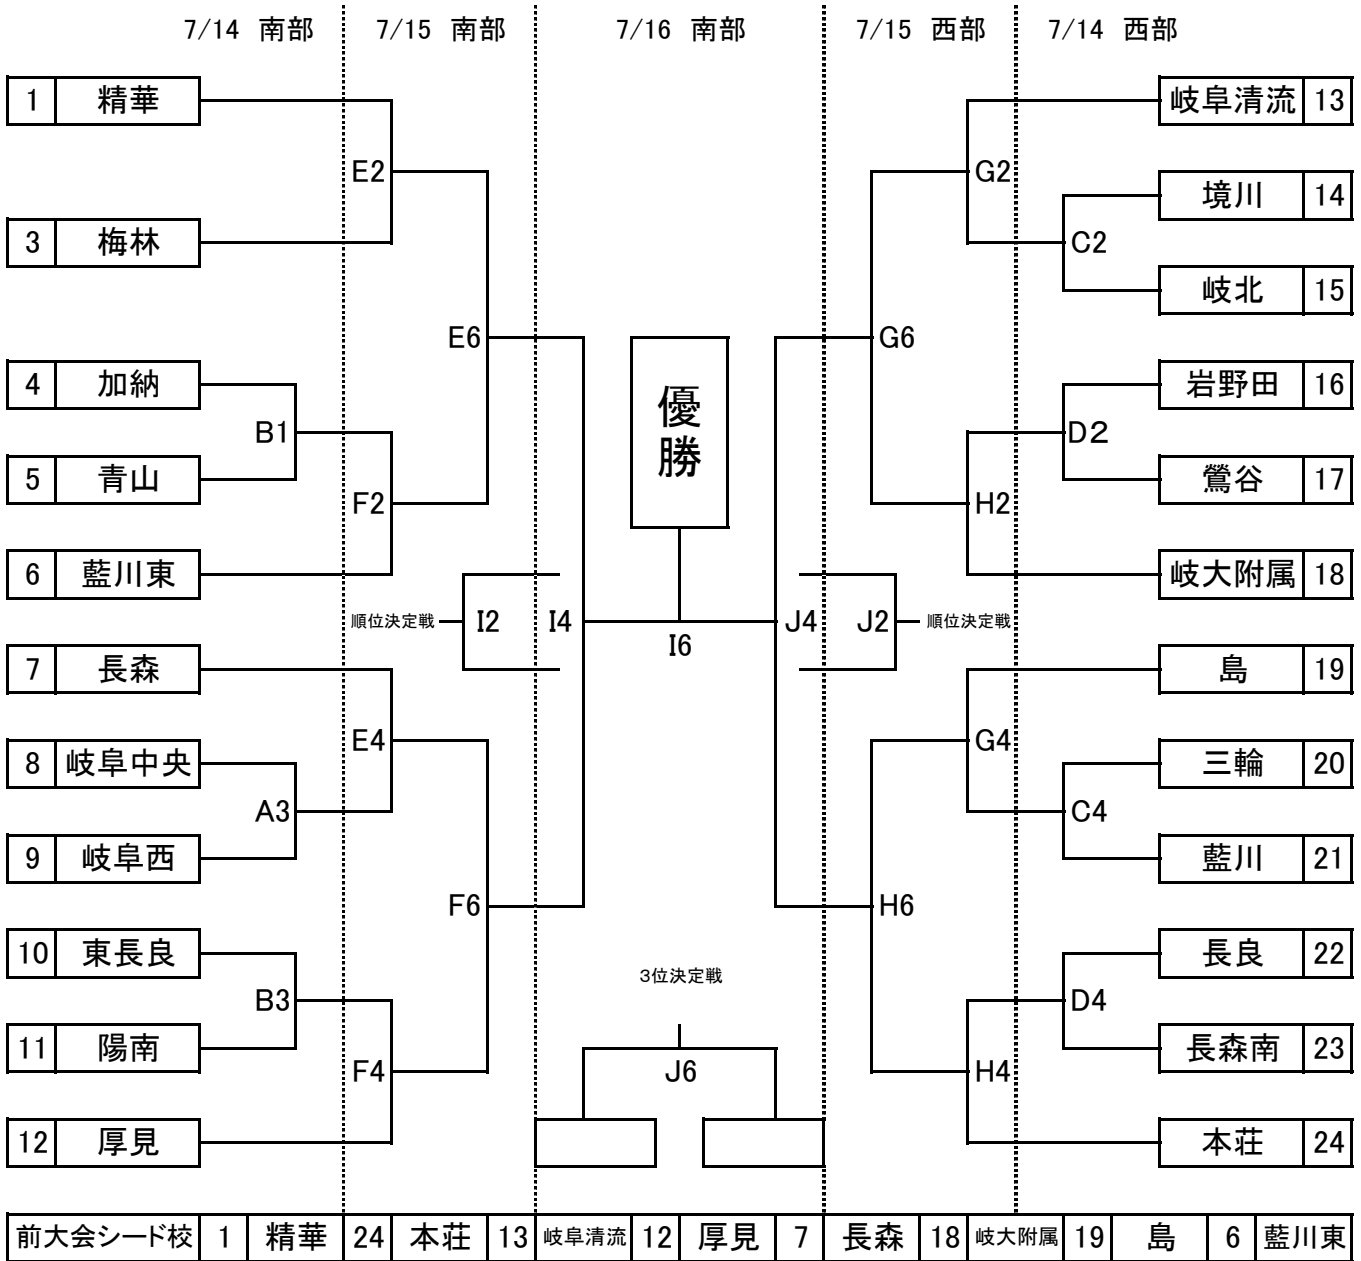 7/14 南部 7/15 南部 7/16 南部 7/15 西部 7/14 西部
1 精華 岐阜清流 13
E2 G2
境川 14
3 梅林 C2
岐北 15
E6 G6
4 加納 岩野田 16
優勝
B1 D2
5 青山 鶯谷 17
F2 H2
6 藍川東 岐大附属 18
順位決定戦 I2 I4 I6 J4 J2 順位決定戦
7 長森 島 19
E4 G4
8 岐阜中央 三輪 20
A3 C4
9 岐阜西 藍川 21
F6 H6
10 東長良 長良 22
3位決定戦
B3 D4
11 陽南 長森南 23
F4 J6 H4
12 厚見 本荘 24
前大会シード校 1 精華 24 本荘 13 岐阜清流 12 厚見 7 長森 18 岐大附属 19 島 6 藍川東